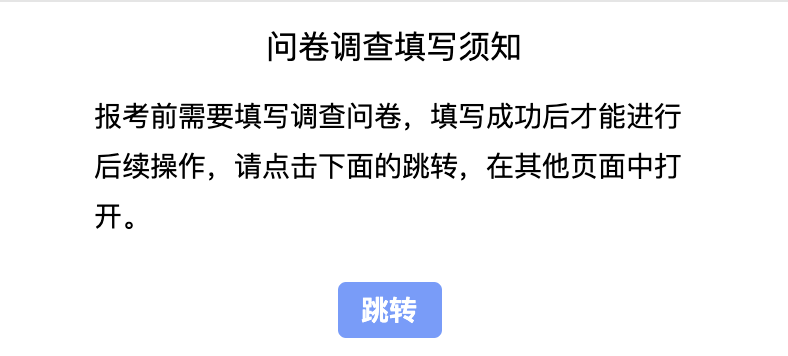 问卷调查填写须知
报考前需要填写调查问卷，填写成功后才能进行
后续操作，请点击下面的跳转，在其他页面中打
开。
跳转